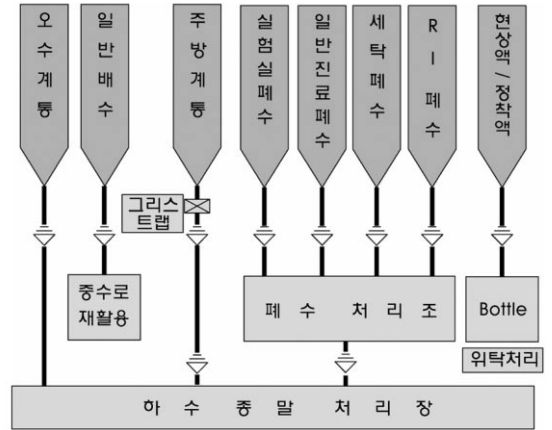 오수계통
일반배수
주방계통
실험실폐수
일반진료폐수
세탁폐수
RI폐수
현상액/정착액
그리스
트랩
중수로
재활용
폐 수 처 리 조
Bottle
위탁처리
하 수 종 말 처 리 장